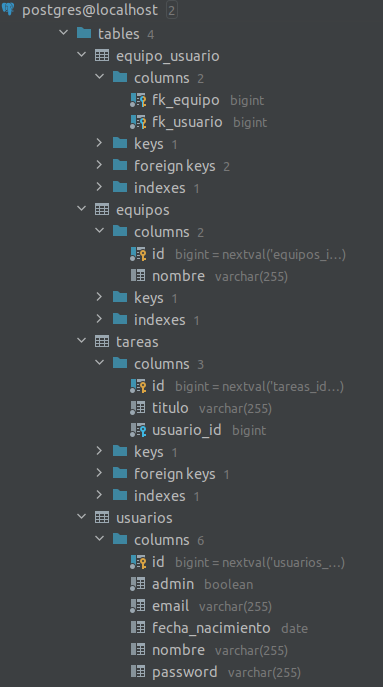 postgres@localhost 2
tables 4
equipo_usuario
columns 2
fk_equipo bigint
fk_usuario bigint
keys 1
foreign keys 2
indexes 1
equipos
columns 2
id bigint = nextval('equipos_i...)
nombre varchar(255)
keys 1
indexes 1
tareas
columns 3
id bigint = nextval('tareas_id...)
titulo varchar(255)
usuario_id bigint
keys 1
foreign keys 1
indexes 1
usuarios
columns 6
id bigint = nextval('usuarios_...)
admin boolean
email varchar(255)
fecha_nacimiento date
nombre varchar(255)
password varchar(255)